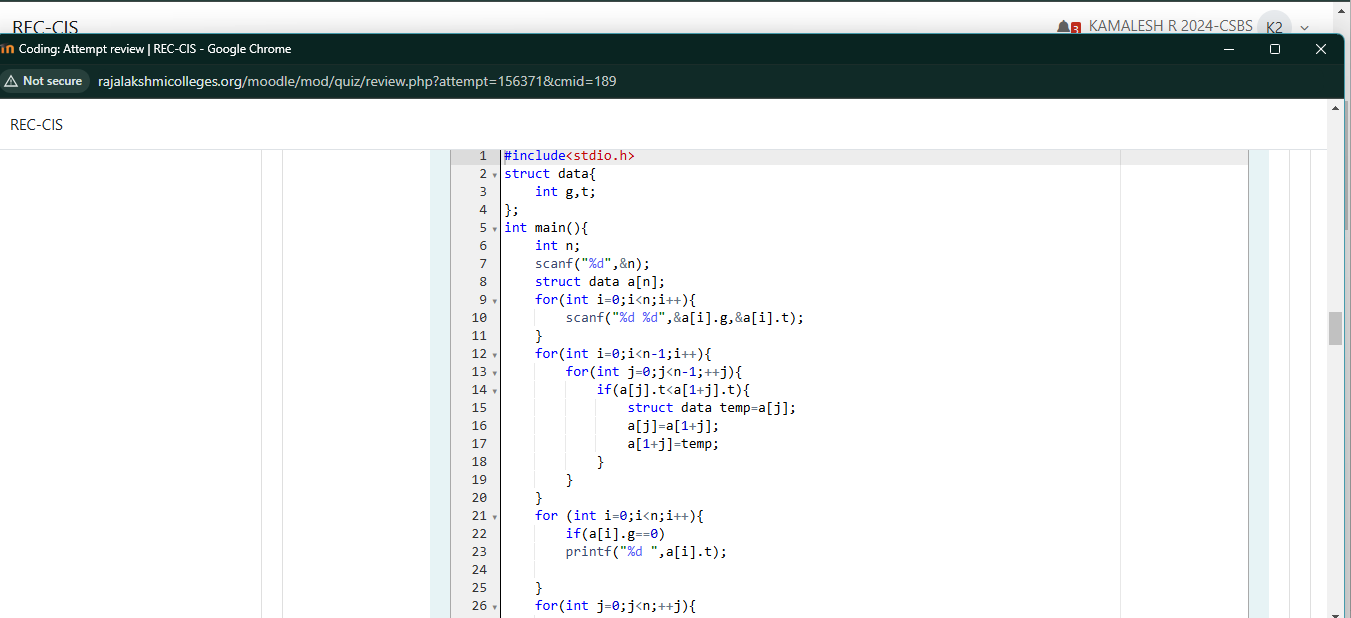 REC-CIS
3 KAMALESH R 2024-CSBS K2
in Coding: Attempt review | REC-CIS - Google Chrome
Not secure rajalakshmicolleges.org/moodle/mod/quiz/review.php?attempt=156371&cmid=189
REC-CIS
1 #include<stdio.h>
2 struct data{
3 int g,t;
4 };
5 int main(){
6 int n;
7 scanf("%d",&n);
8 struct data a[n];
9 for(int i=0;i<n;i++){
10 scanf("%d %d",&a[i].g,&a[i].t);
11 }
12 for(int i=0;i<n-1;i++){
13 for(int j=0;j<n-1;++j){
14 if(a[j].t<a[1+j].t){
15 struct data temp=a[j];
16 a[j]=a[1+j];
17 a[1+j]=temp;
18 }
19 }
20 }
21 for (int i=0;i<n;i++){
22 if(a[i].g==0)
23 printf("%d ",a[i].t);
24
25 }
26 for(int j=0;j<n;++j){